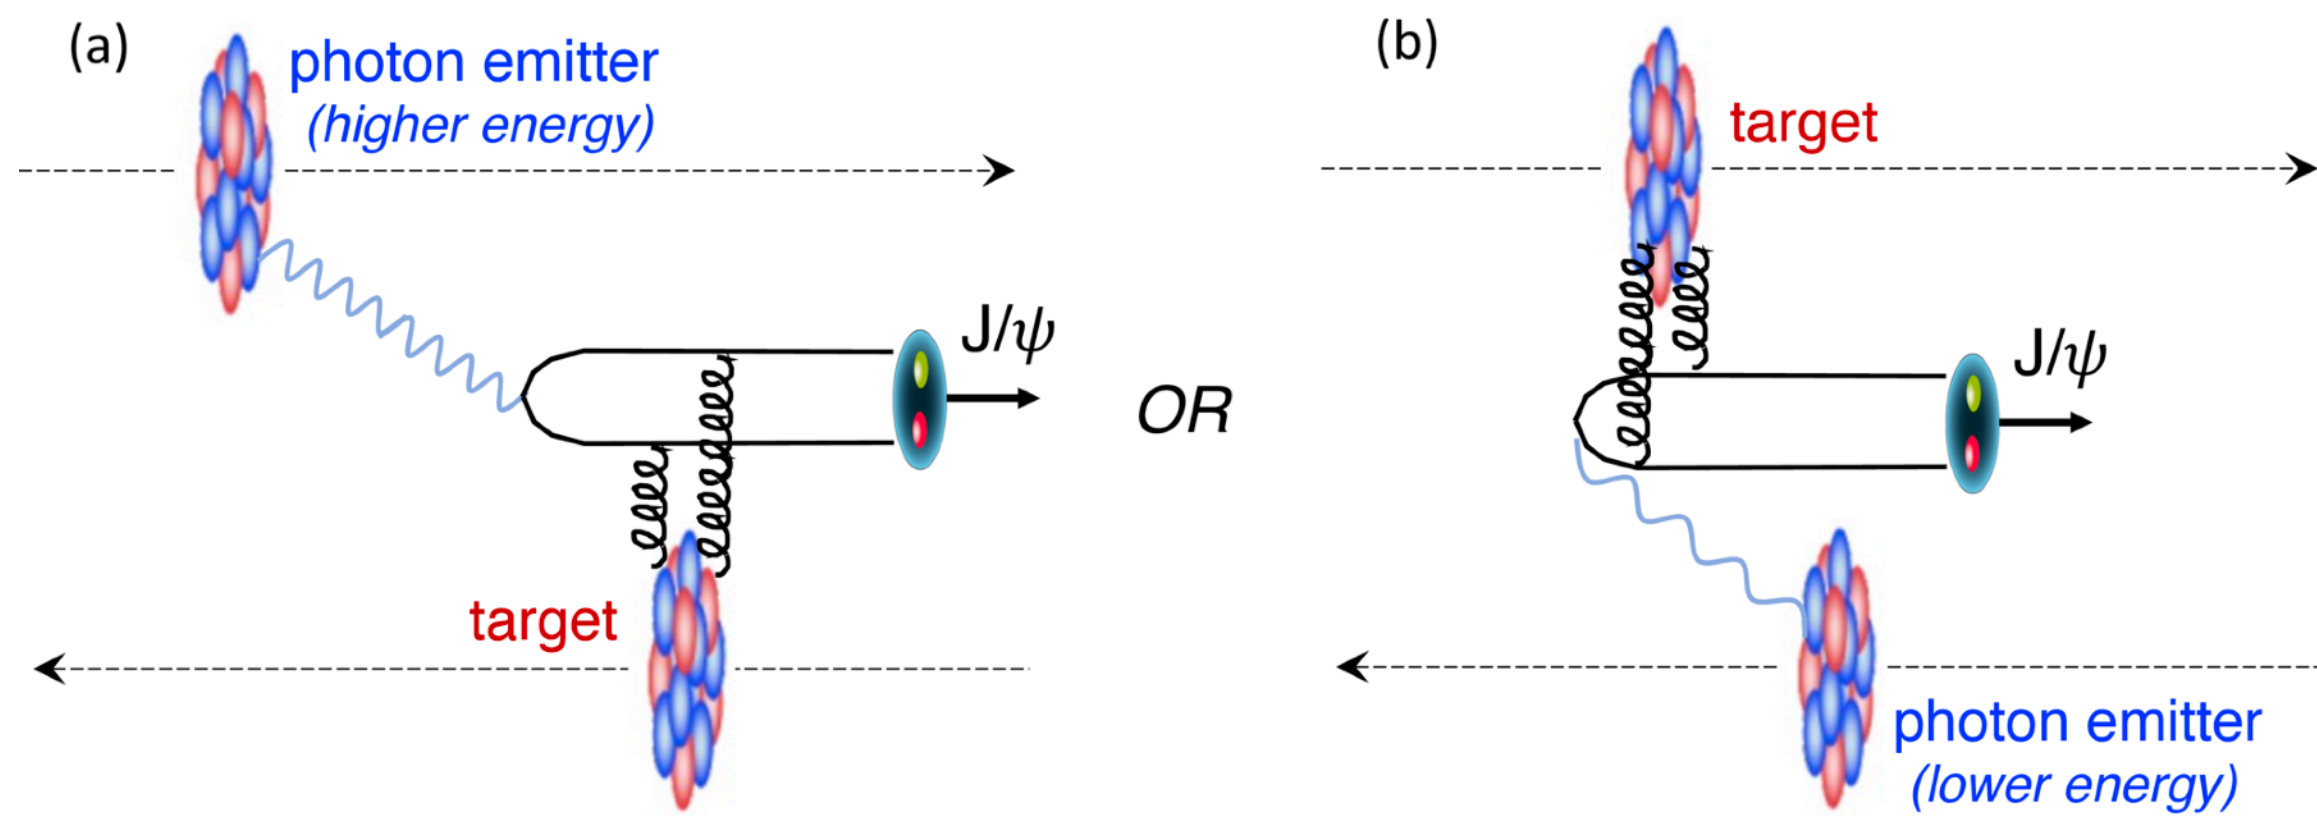 (a)
photon emitter
(higher energy)
J/ψ
target
OR
(b)
target
J/ψ
photon emitter
(lower energy)